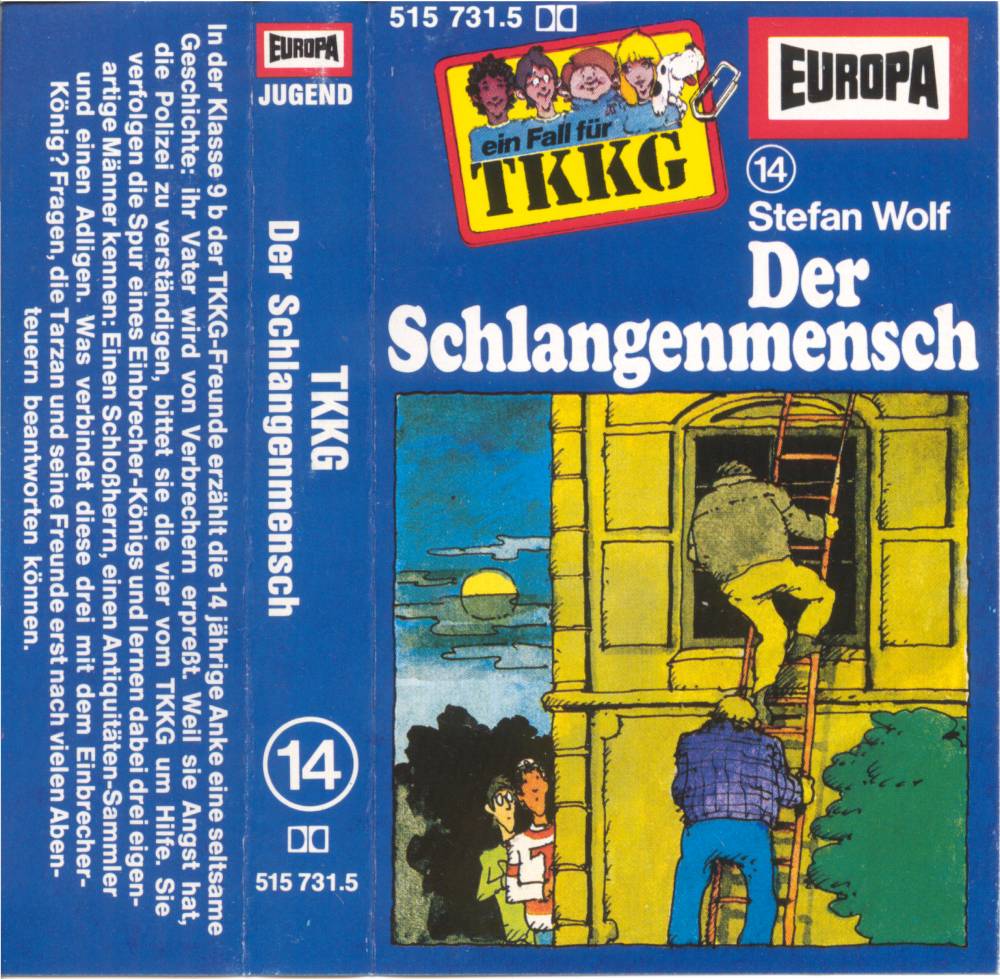 In der Klasse 9 b der TKKG-Freunde erzählt die 14 jährige Anke eine seltsame
Geschichte: ihr Vater wird von Verbrechern erpreßt. Weil sie Angst hat,
die Polizei zu verständigen, bittet sie die vier vom TKKG um Hilfe. Sie
verfolgen die Spur eines Einbrecher-Königs und lernen dabei drei eigen-
artige Männer kennen: Einen Schloßherrn, einen Antiquitäten-Sammler
und einen Adligen. Was verbindet diese drei mit dem Einbrecher-
König? Fragen, die Tarzan und seine Freunde erst nach vielen Aben-
teuern beantworten können.
EUROPA
JUGEND
TKKG
Der Schlangenmensch
14
515 731.5
515 731.5
ein Fall für
TKKG
EUROPA
14
Stefan Wolf
Der
Schlangenmensch